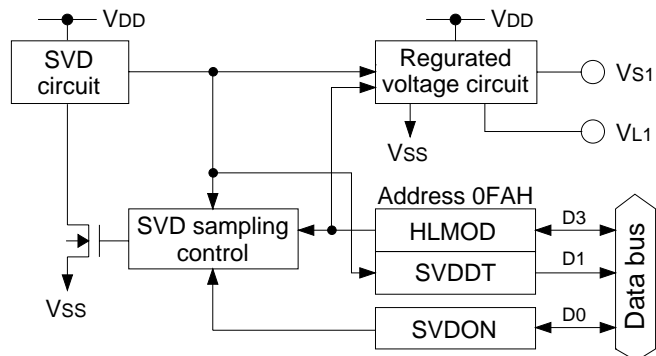 VDD
SVD
circuit
VDD
Regurated
voltage circuit
VS1
VSS
VL1
Address 0FAH
SVD sampling
control
HLMOD
D3
SVDDT
D1
VSS
SVDON
D0
Data bus